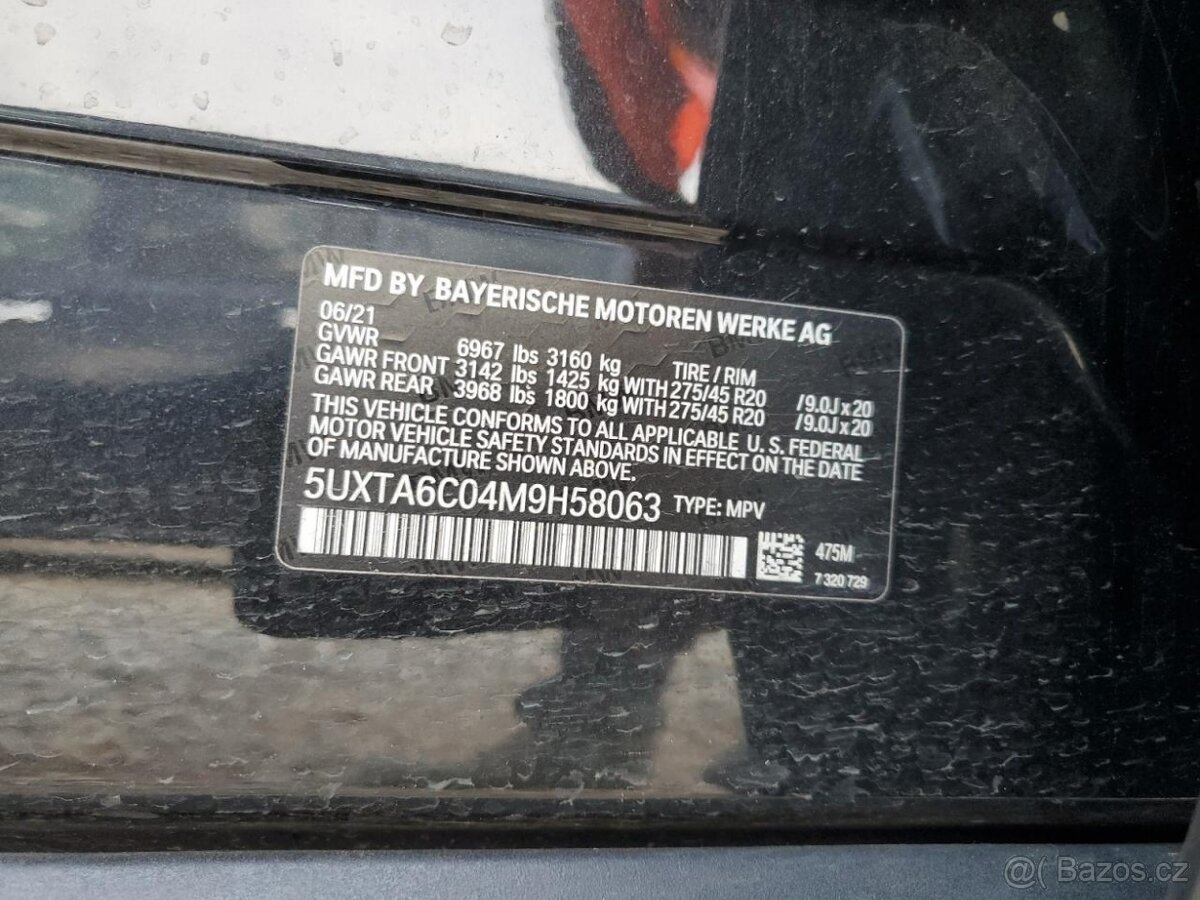 MFD BY BAYERISCHE MOTOREN WERKE AG
06/21
GVWR 6967 lbs 3160 kg TIRE / RIM
GAWR FRONT 3142 lbs 1425 kg WITH 275/45 R20 /9.0J x 20
GAWR REAR 3968 lbs 1800 kg WITH 275/45 R20 /9.0J x 20
THIS VEHICLE CONFORMS TO ALL APPLICABLE U. S. FEDERAL
MOTOR VEHICLE SAFETY STANDARDS IN EFFECT ON THE DATE
OF MANUFACTURE SHOWN ABOVE.
5UXTA6C04M9H58063 TYPE: MPV
475M
7 320 729
@( Bazos.cz